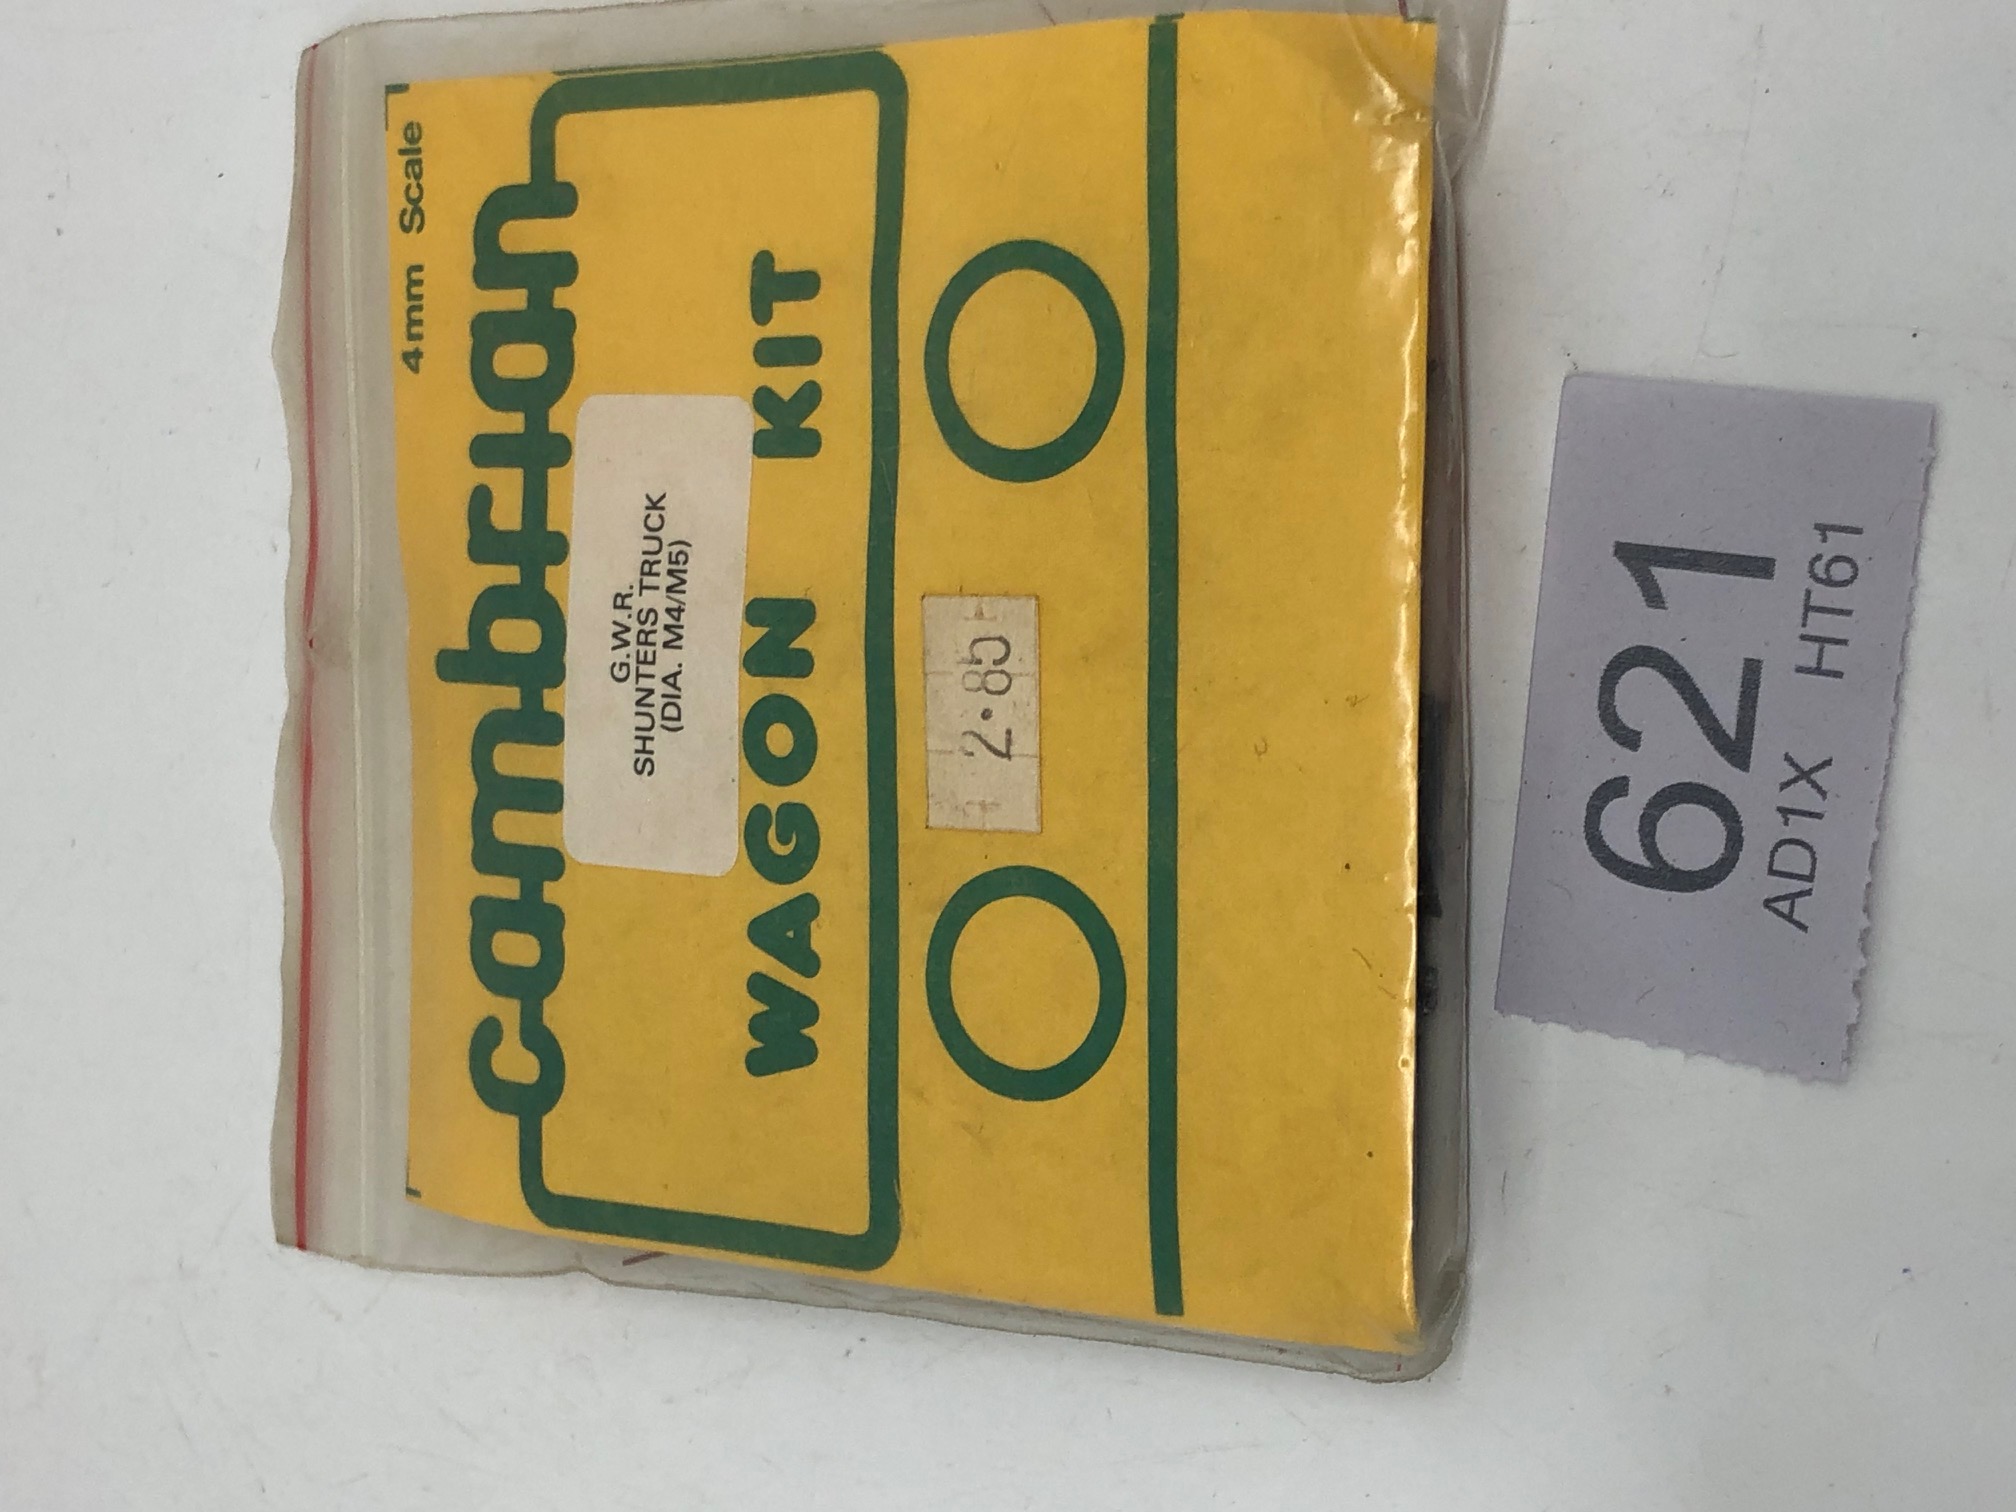 4mm Scale
cambrian
G.W.R.
SHUNTERS TRUCK
(DIA. M4/M5)
WAGON KIT
2.85
621
AD1X HT61